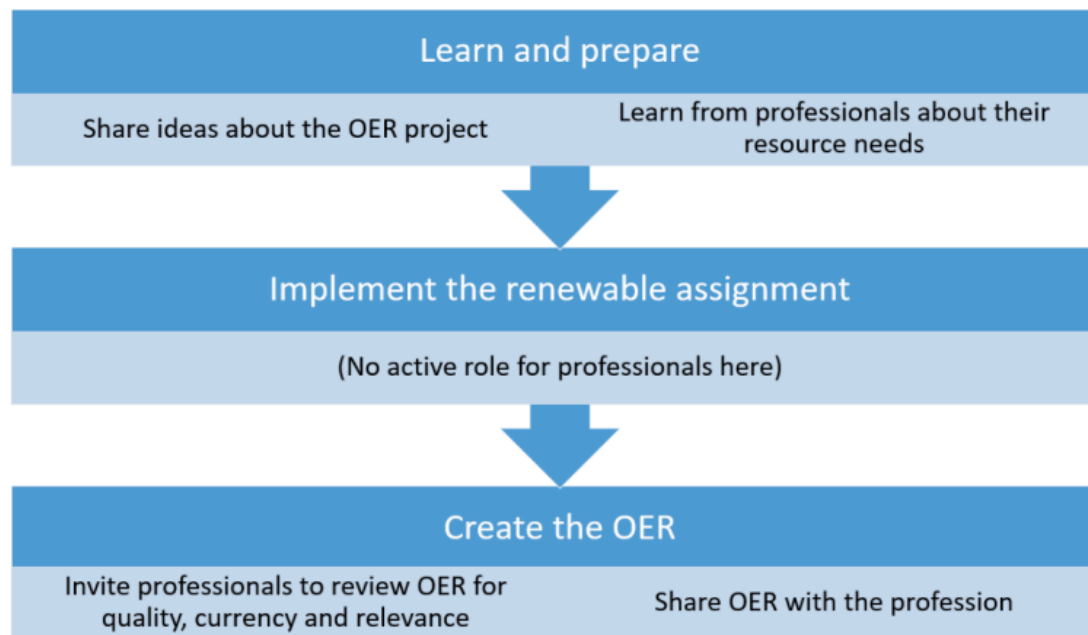 Learn and prepare
Share ideas about the OER project
Learn from professionals about their
resource needs
Implement the renewable assignment
(No active role for professionals here)
Create the OER
Invite professionals to review OER for
quality, currency and relevance
Share OER with the profession